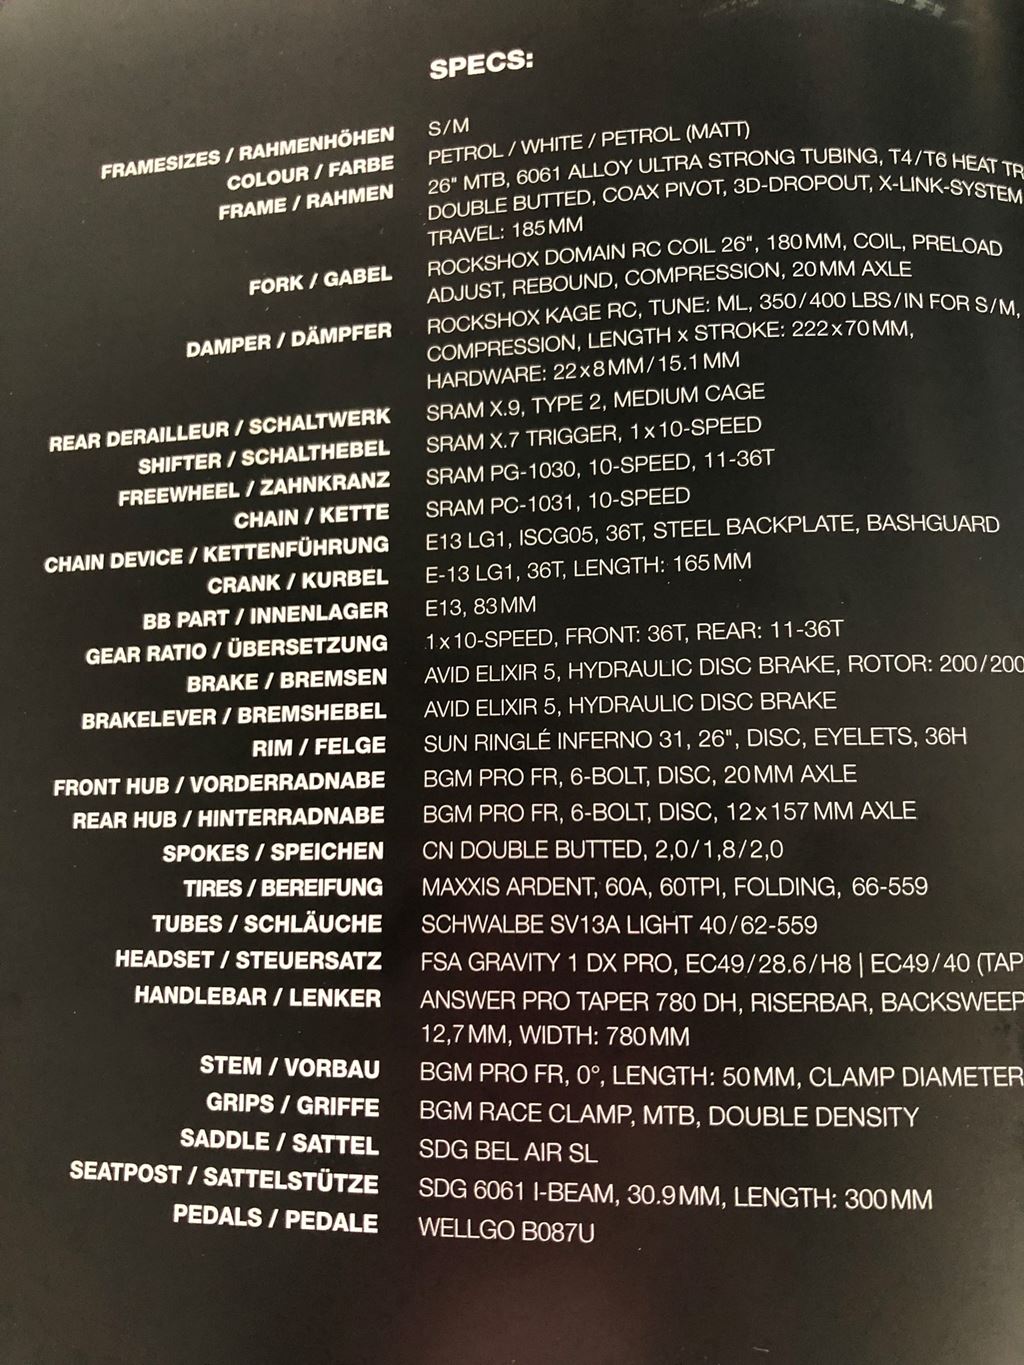 SPECS:
FRAMESIZES / RAHMENHÖHEN S/M
COLOUR / FARBE PETROL / WHITE / PETROL (MATT)
FRAME / RAHMEN 26" MTB, 6061 ALLOY ULTRA STRONG TUBING, T4/T6 HEAT TR
DOUBLE BUTTED, COAX PIVOT, 3D-DROPOUT, X-LINK-SYSTEM
TRAVEL: 185 MM
FORK / GABEL ROCKSHOX DOMAIN RC COIL 26", 180 MM, COIL, PRELOAD
ADJUST, REBOUND, COMPRESSION, 20 MM AXLE
DAMPER / DÄMPFER ROCKSHOX KAGE RC, TUNE: ML, 350/400 LBS/IN FOR S/M,
COMPRESSION, LENGTH x STROKE: 222x70 MM,
HARDWARE: 22x8 MM/15.1 MM
REAR DERAILLEUR / SCHALTWERK SRAM X.9, TYPE 2, MEDIUM CAGE
SHIFTER / SCHALTHEBEL SRAM X.7 TRIGGER, 1x10-SPEED
FREEWHEEL / ZAHNKRANZ SRAM PG-1030, 10-SPEED, 11-36T
CHAIN / KETTE SRAM PC-1031, 10-SPEED
CHAIN DEVICE / KETTENFÜHRUNG E13 LG1, ISCG05, 36T, STEEL BACKPLATE, BASHGUARD
CRANK / KURBEL E-13 LG1, 36T, LENGTH: 165 MM
BB PART / INNENLAGER E13, 83 MM
GEAR RATIO / ÜBERSETZUNG 1x10-SPEED, FRONT: 36T, REAR: 11-36T
BRAKE / BREMSEN AVID ELIXIR 5, HYDRAULIC DISC BRAKE, ROTOR: 200/200
BRAKELEVER / BREMSHEBEL AVID ELIXIR 5, HYDRAULIC DISC BRAKE
RIM / FELGE SUN RINGLÉ INFERNO 31, 26", DISC, EYELETS, 36H
FRONT HUB / VORDERRADNABE BGM PRO FR, 6-BOLT, DISC, 20 MM AXLE
REAR HUB / HINTERRADNABE BGM PRO FR, 6-BOLT, DISC, 12x157 MM AXLE
SPOKES / SPEICHEN CN DOUBLE BUTTED, 2,0/1,8/2,0
TIRES / BEREIFUNG MAXXIS ARDENT, 60A, 60TPI, FOLDING, 66-559
TUBES / SCHLÄUCHE SCHWALBE SV13A LIGHT 40/62-559
HEADSET / STEUERSATZ FSA GRAVITY 1 DX PRO, EC49/28.6/H8 | EC49/40 (TAP
HANDLEBAR / LENKER ANSWER PRO TAPER 780 DH, RISERBAR, BACKSWEEP
12,7 MM, WIDTH: 780 MM
STEM / VORBAU BGM PRO FR, 0°, LENGTH: 50 MM, CLAMP DIAMETER
GRIPS / GRIFFE BGM RACE CLAMP, MTB, DOUBLE DENSITY
SADDLE / SATTEL SDG BEL AIR SL
SEATPOST / SATTELSTÜTZE SDG 6061 I-BEAM, 30.9 MM, LENGTH: 300 MM
PEDALS / PEDALE WELLGO B087U